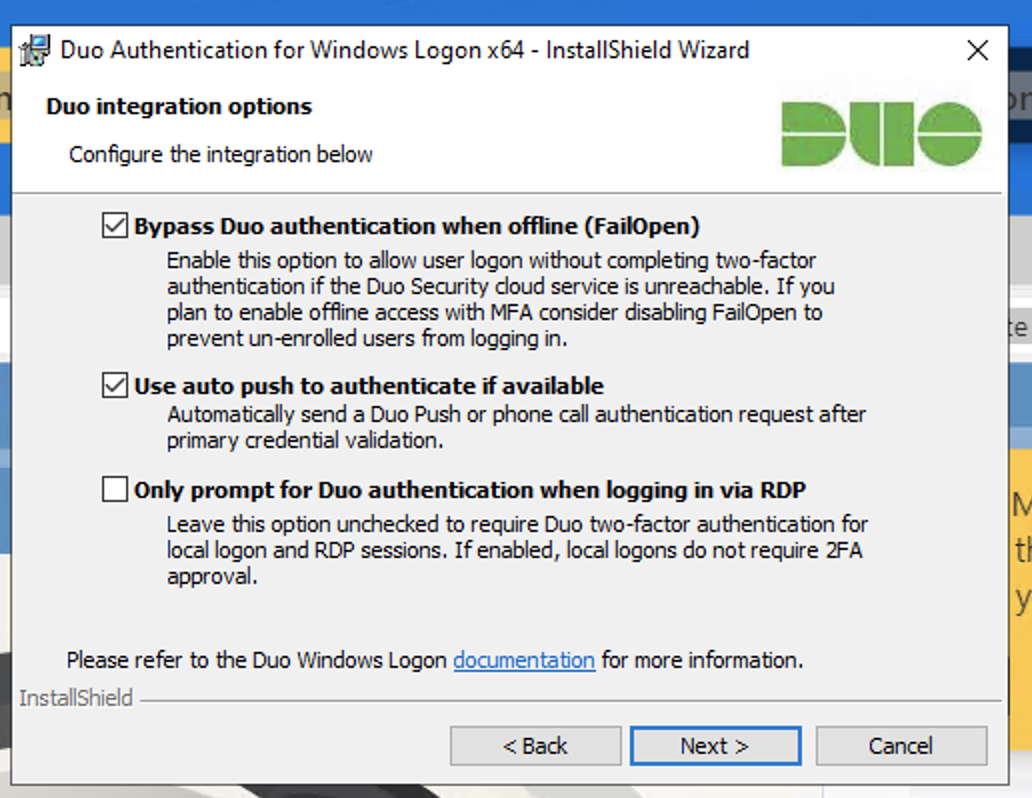 Duo Authentication for Windows Logon x64 - InstallShield Wizard
Duo integration options
DUO
Configure the integration below
Bypass Duo authentication when offline (FailOpen)
Enable this option to allow user logon without completing two-factor
authentication if the Duo Security cloud service is unreachable. If you
plan to enable offline access with MFA consider disabling FailOpen to
prevent un-enrolled users from logging in.
Use auto push to authenticate if available
Automatically send a Duo Push or phone call authentication request after
primary credential validation.
Only prompt for Duo authentication when logging in via RDP
Leave this option unchecked to require Duo two-factor authentication for
local logon and RDP sessions. If enabled, local logons do not require 2FA
approval.
Please refer to the Duo Windows Logon documentation for more information.
InstallShield
< Back
Next >
Cancel